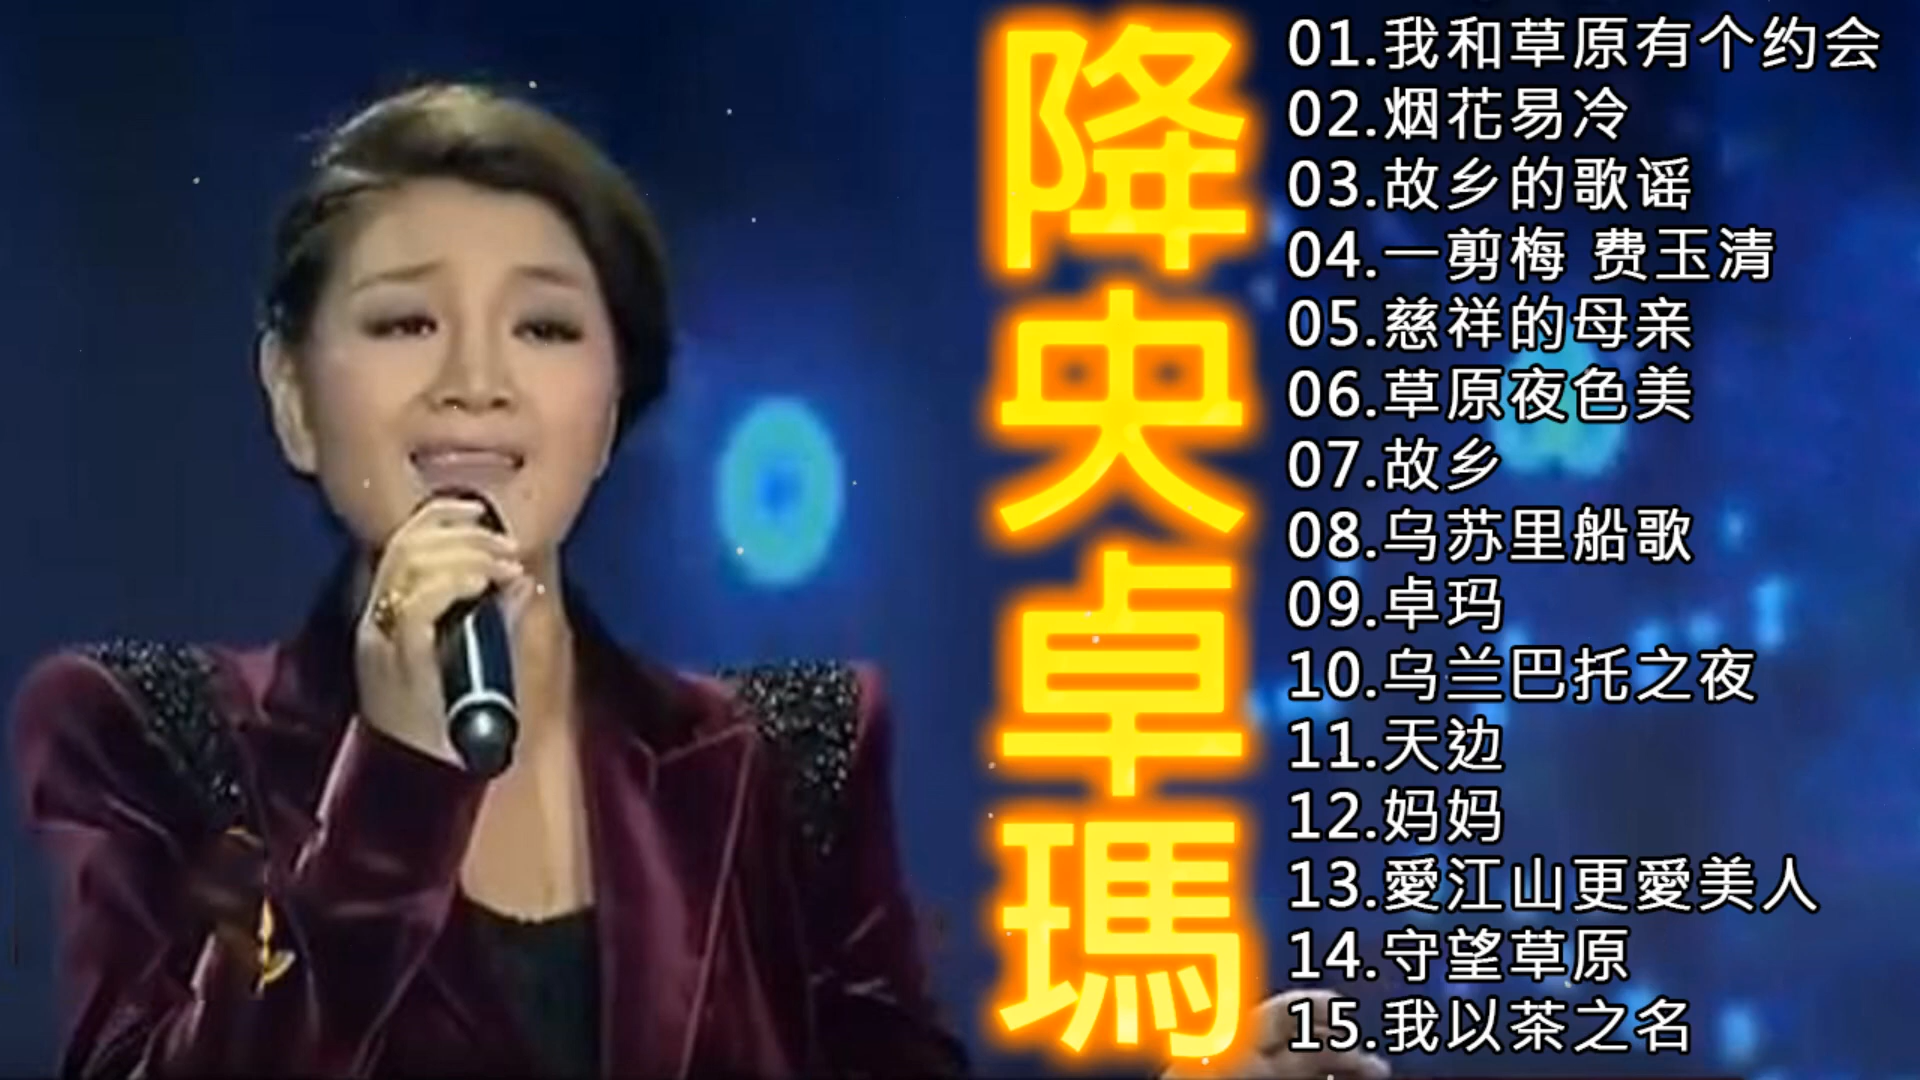 降央卓瑪
01.我和草原有个约会
02.烟花易冷
03.故乡的歌谣
04.一剪梅 费玉清
05.慈祥的母亲
06.草原夜色美
07.故乡
08.乌苏里船歌
09.卓玛
10.乌兰巴托之夜
11.天边
12.妈妈
13.愛江山更愛美人
14.守望草原
15.我以茶之名